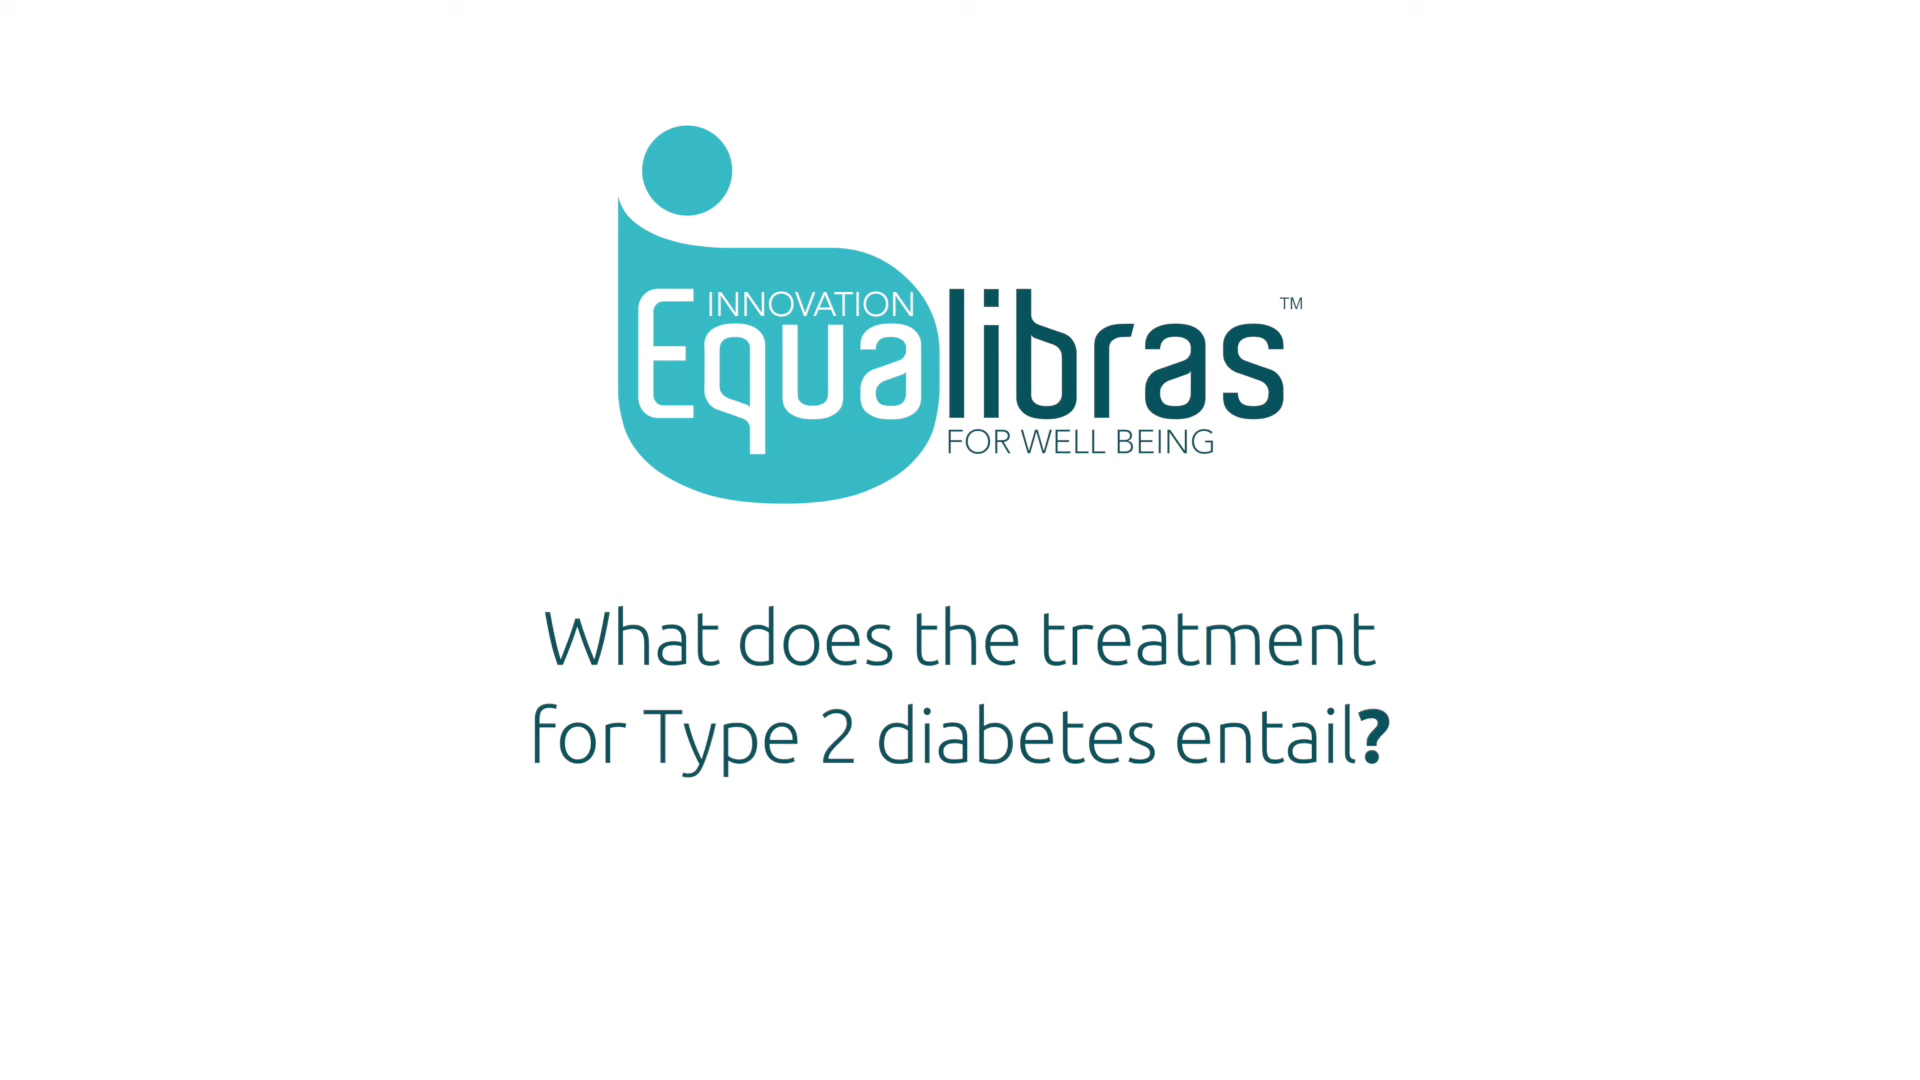 INNOVATION
Equalibras™
FOR WELL BEING
What does the treatment
for Type 2 diabetes entail?